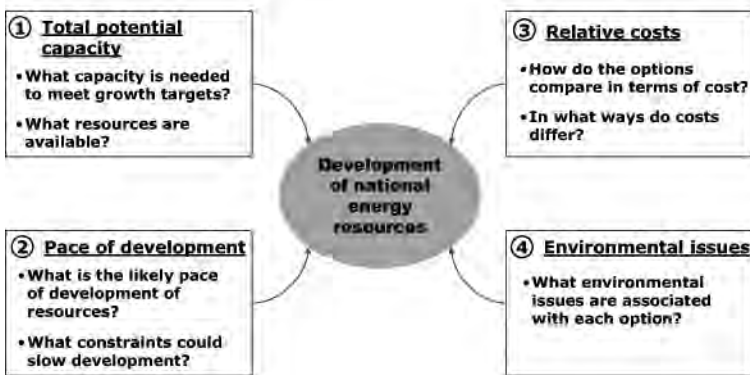 ① Total potential
capacity
•What capacity is needed
to meet growth targets?
•What resources are
available?
② Pace of development
•What is the likely pace
of development of
resources?
•What constraints could
slow development?
③ Relative costs
•How do the options
compare in terms of cost?
•In what ways do costs
differ?
④ Environmental issues
•What environmental
issues are associated
with each option?
Development
of national
energy
resources